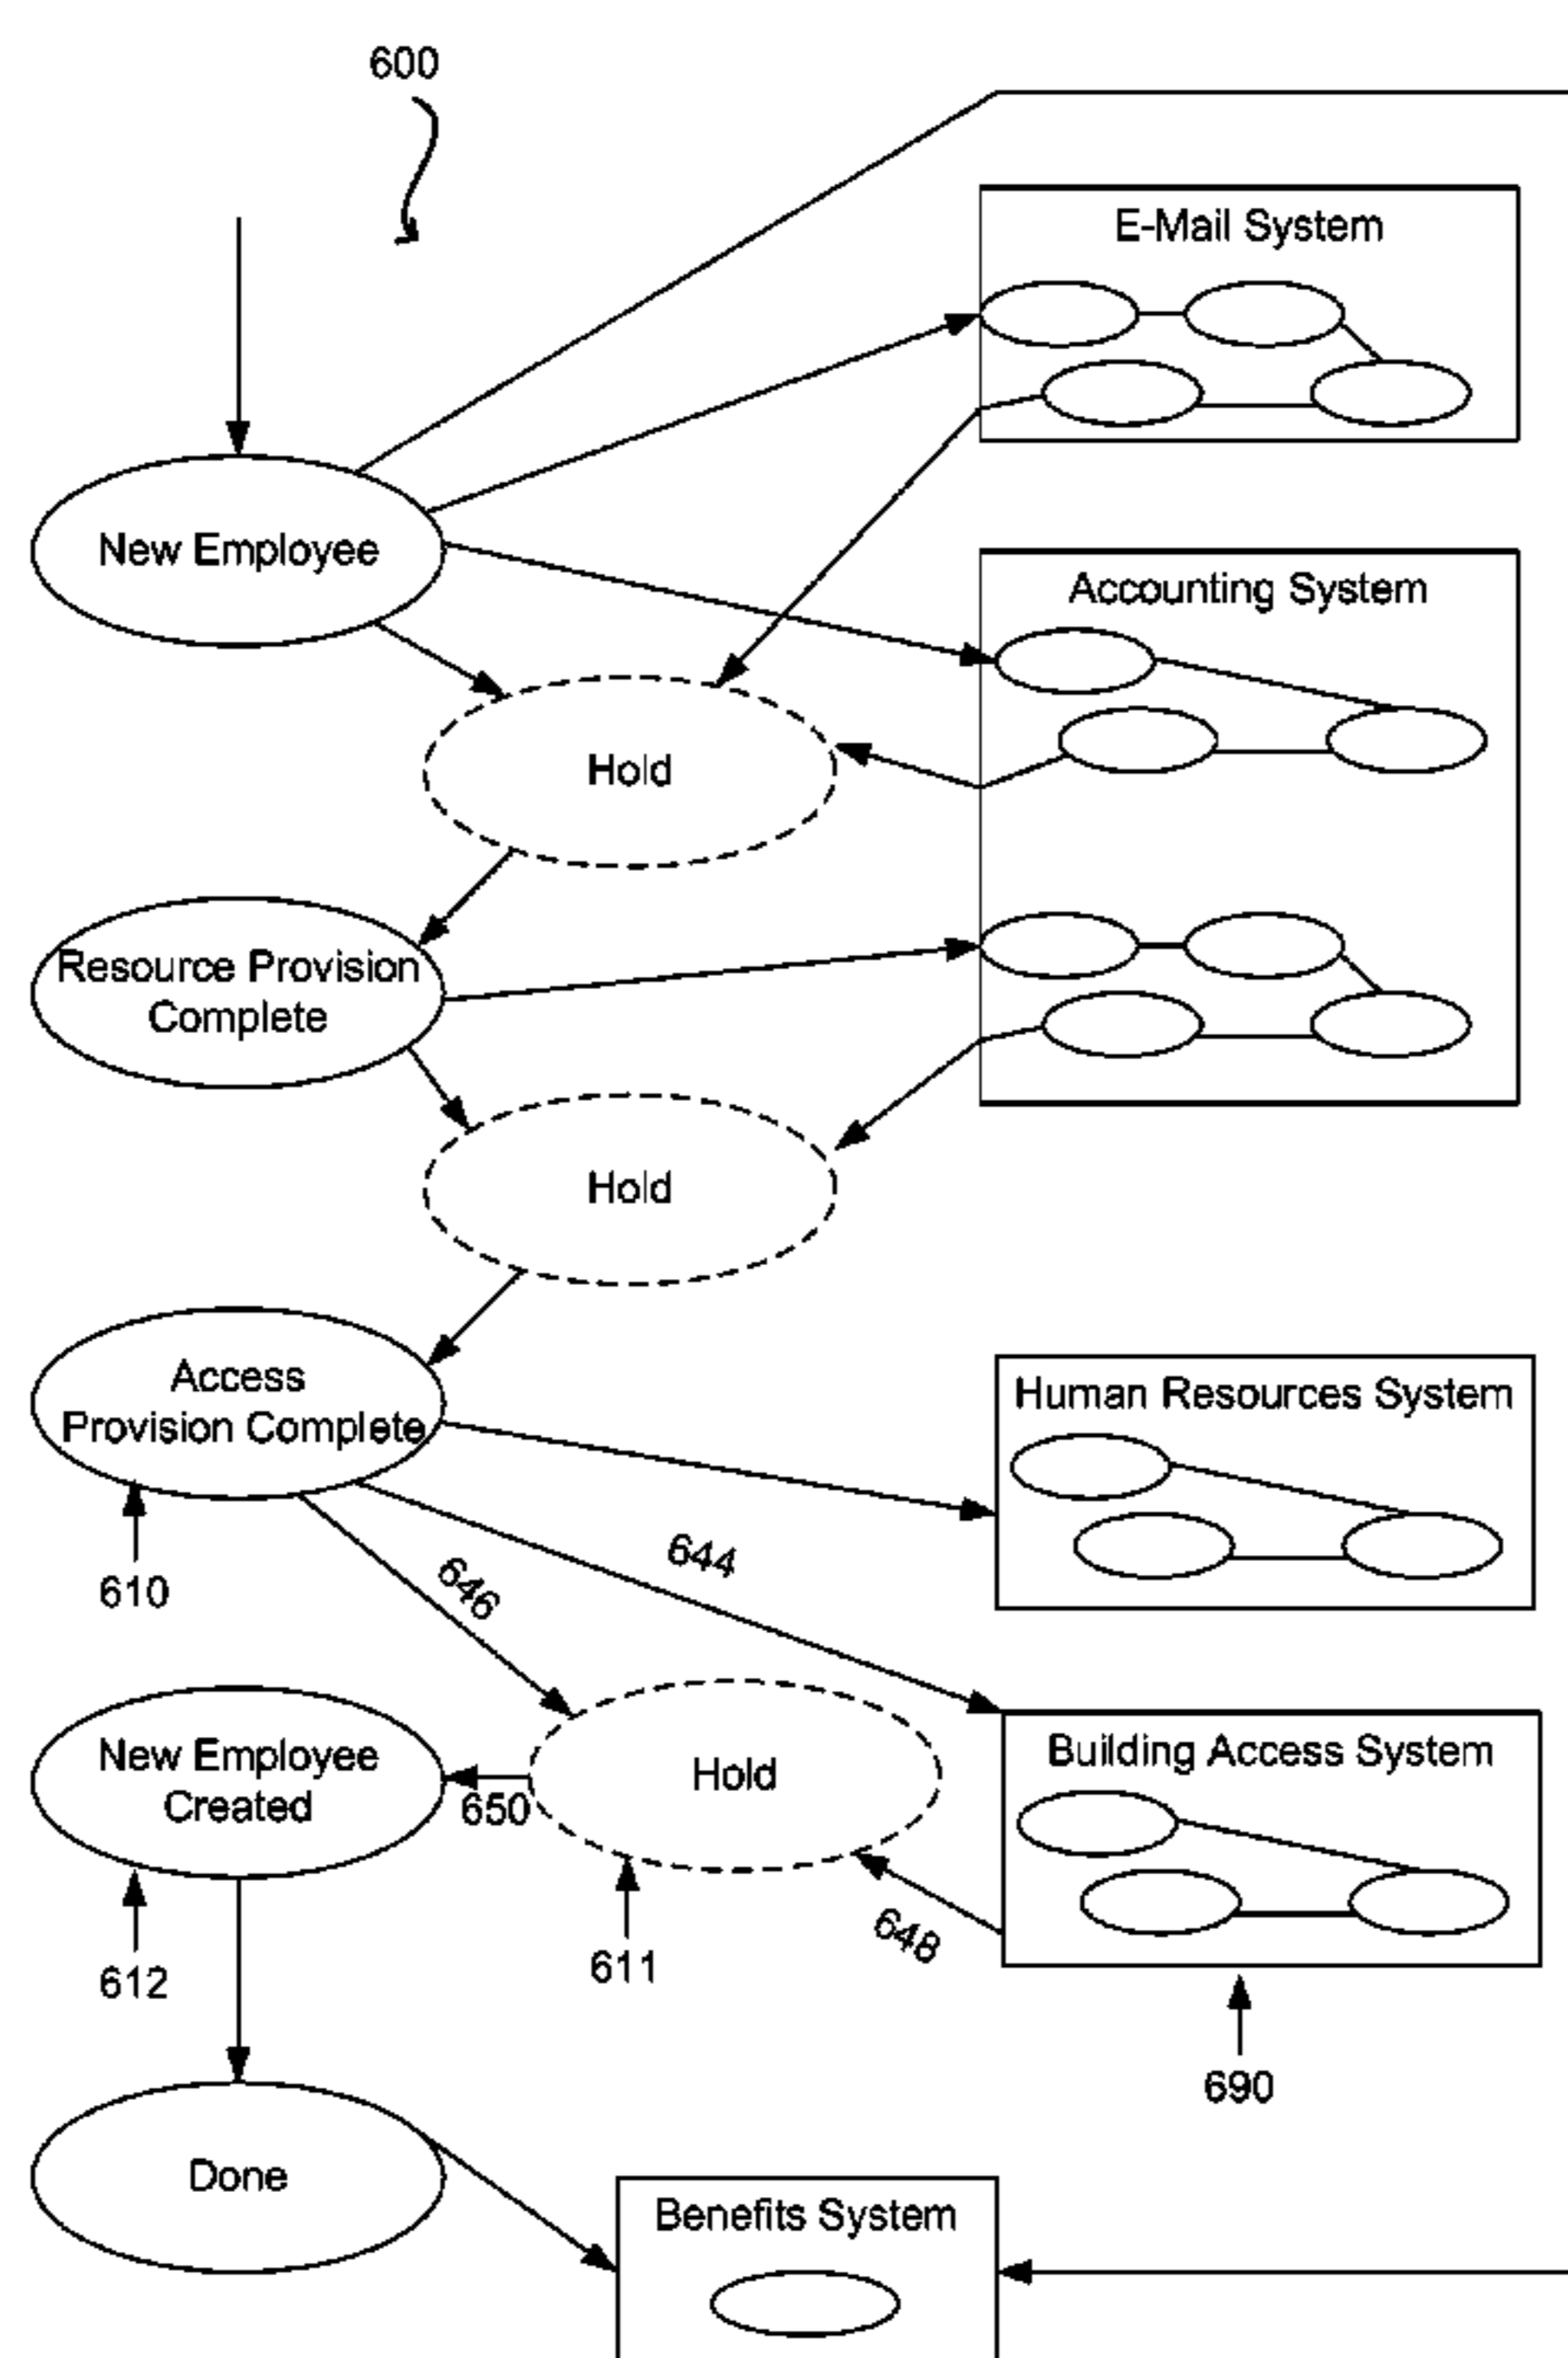 600
E-Mail System
New Employee
Accounting System
Hold
Resource Provision
Complete
Hold
Access
Provision Complete
Human Resources System
610
646
644
New Employee
Created
650
Hold
Building Access System
612
611
648
690
Done
Benefits System